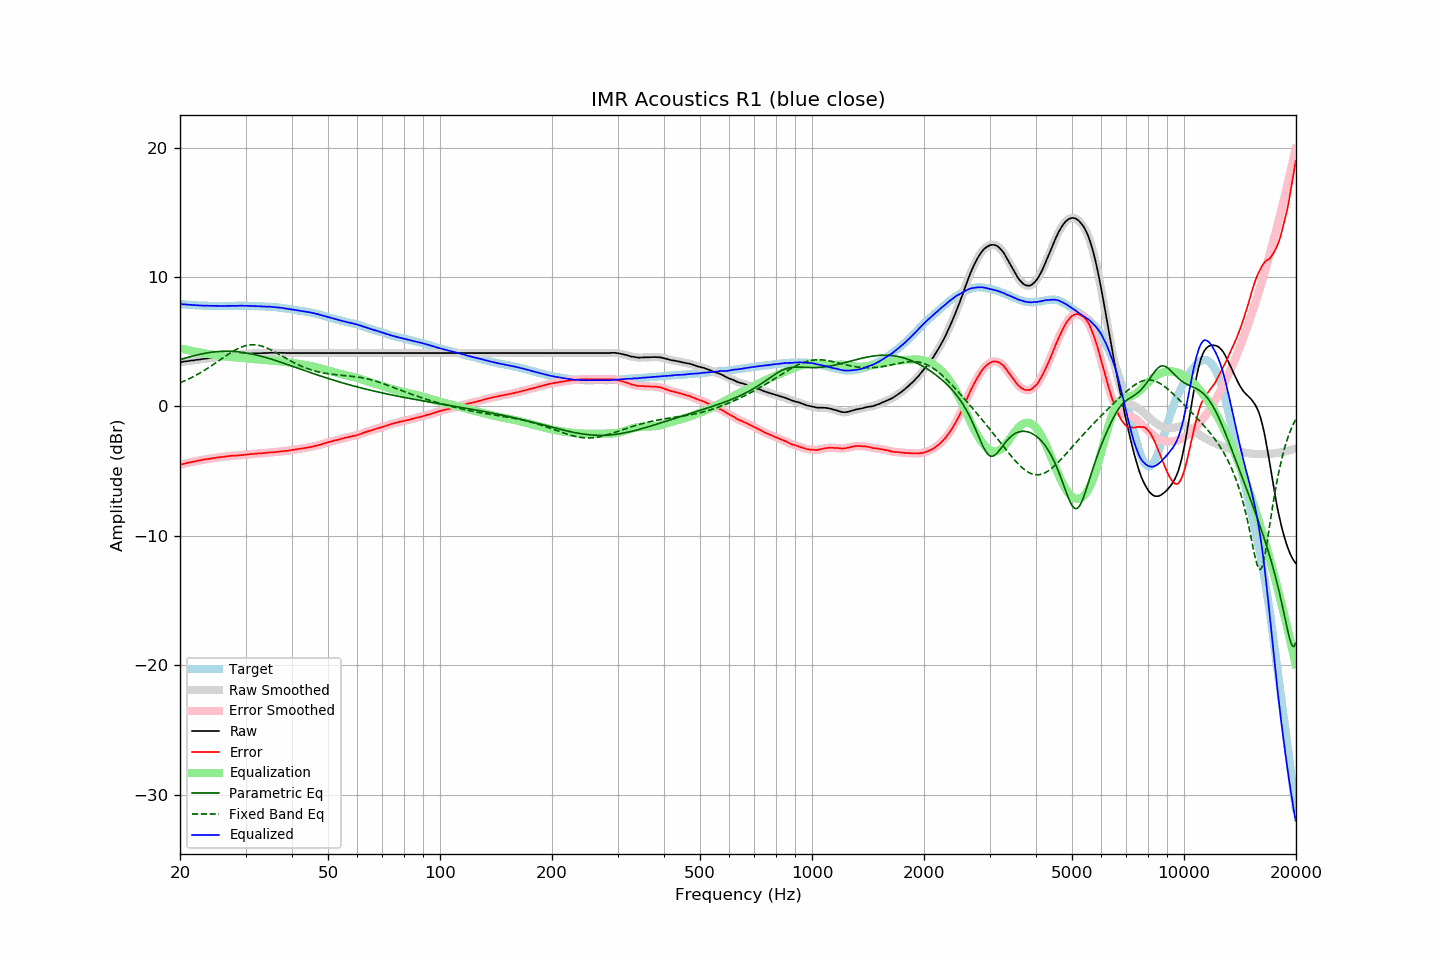 IMR Acoustics R1 (blue close)
20
10
0
−10
−20
−30
Amplitude (dBr)
Target
Raw Smoothed
Error Smoothed
Raw
Error
Equalization
Parametric Eq
Fixed Band Eq
Equalized
20 50 100 200 500 1000 2000 5000 10000 20000
Frequency (Hz)